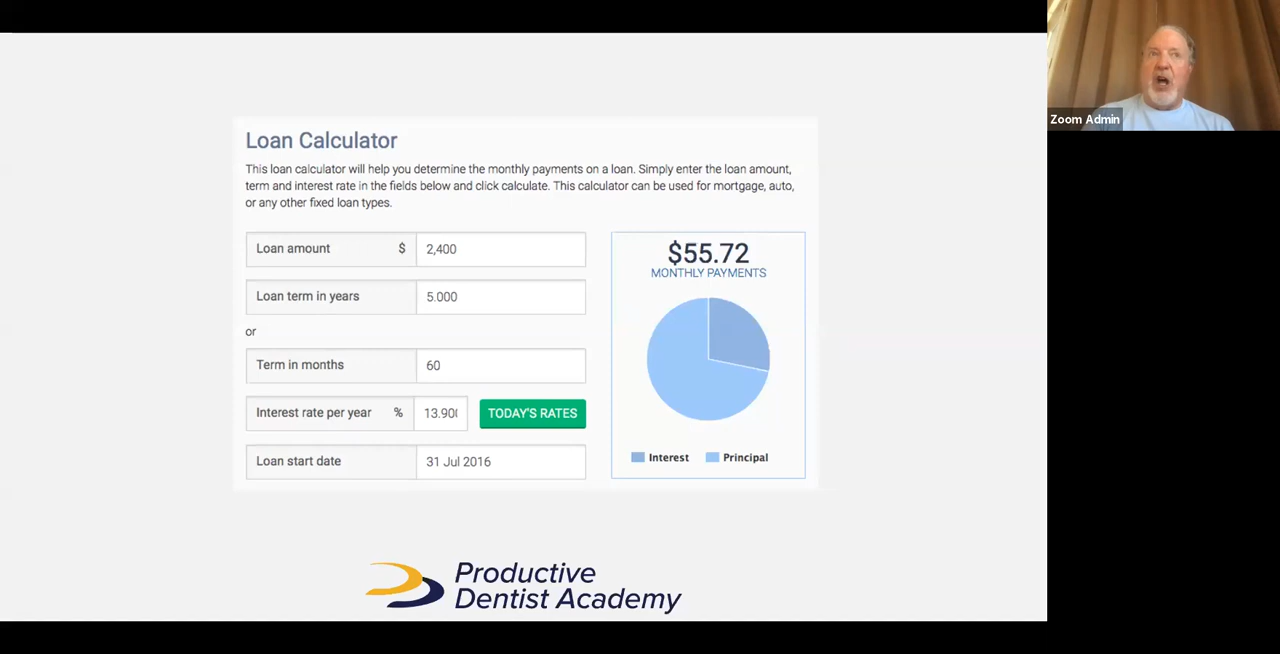 Loan Calculator
This loan calculator will help you determine the monthly payments on a loan. Simply enter the loan amount,
term and interest rate in the fields below and click calculate. This calculator can be used for mortgage, auto,
or any other fixed loan types.
Loan amount $ 2,400
Loan term in years 5.000
or
Term in months 60
Interest rate per year % 13.900 TODAY'S RATES
Loan start date 31 Jul 2016
$55.72
MONTHLY PAYMENTS
Interest Principal
Productive
Dentist Academy
Zoom Admin